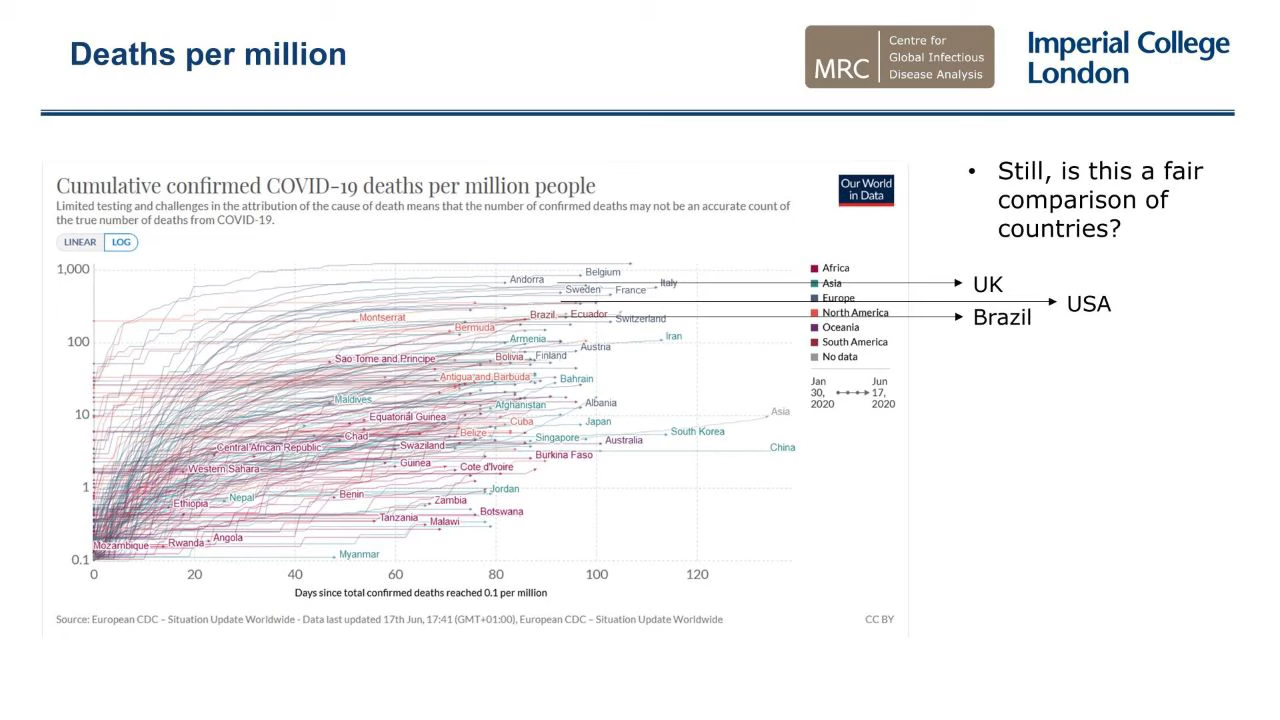 Deaths per million
MRC
Centre for
Global Infectious
Disease Analysis
Imperial College
London
Cumulative confirmed COVID-19 deaths per million people
Limited testing and challenges in the attribution of the cause of death means that the number of confirmed deaths may not be an accurate count of
the true number of deaths from COVID-19.
Our World
in Data
LINEAR LOG
1,000
100
10
1
0.1
Andorra
Belgium
Italy
Sweden
France
Montserrat
Brazil
Ecuador
Switzerland
Bermuda
Armenia
Iran
Austria
Sao Tome and Principe
Bolivia
Finland
Antigua and Barbuda
Bahrain
Maldives
Afghanistan
Albania
Asia
Equatorial Guinea
Cuba
Japan
Chad
Belize
Singapore
Australia
South Korea
Central African Republic
Swaziland
China
Burkina Faso
Western Sahara
Guinea
Cote d'Ivoire
Jordan
Ethiopia
Nepal
Benin
Zambia
Tanzania
Malawi
Botswana
Mozambique
Rwanda
Angola
Myanmar
0 20 40 60 80 100 120
Days since total confirmed deaths reached 0.1 per million
Africa
Asia
Europe
North America
Oceania
South America
No data
Jan
30,
2020
Jun
17,
2020
Source: European CDC – Situation Update Worldwide - Data last updated 17th Jun, 17:41 (GMT+01:00), European CDC – Situation Update Worldwide
CC BY
• Still, is this a fair
comparison of
countries?
UK
USA
Brazil